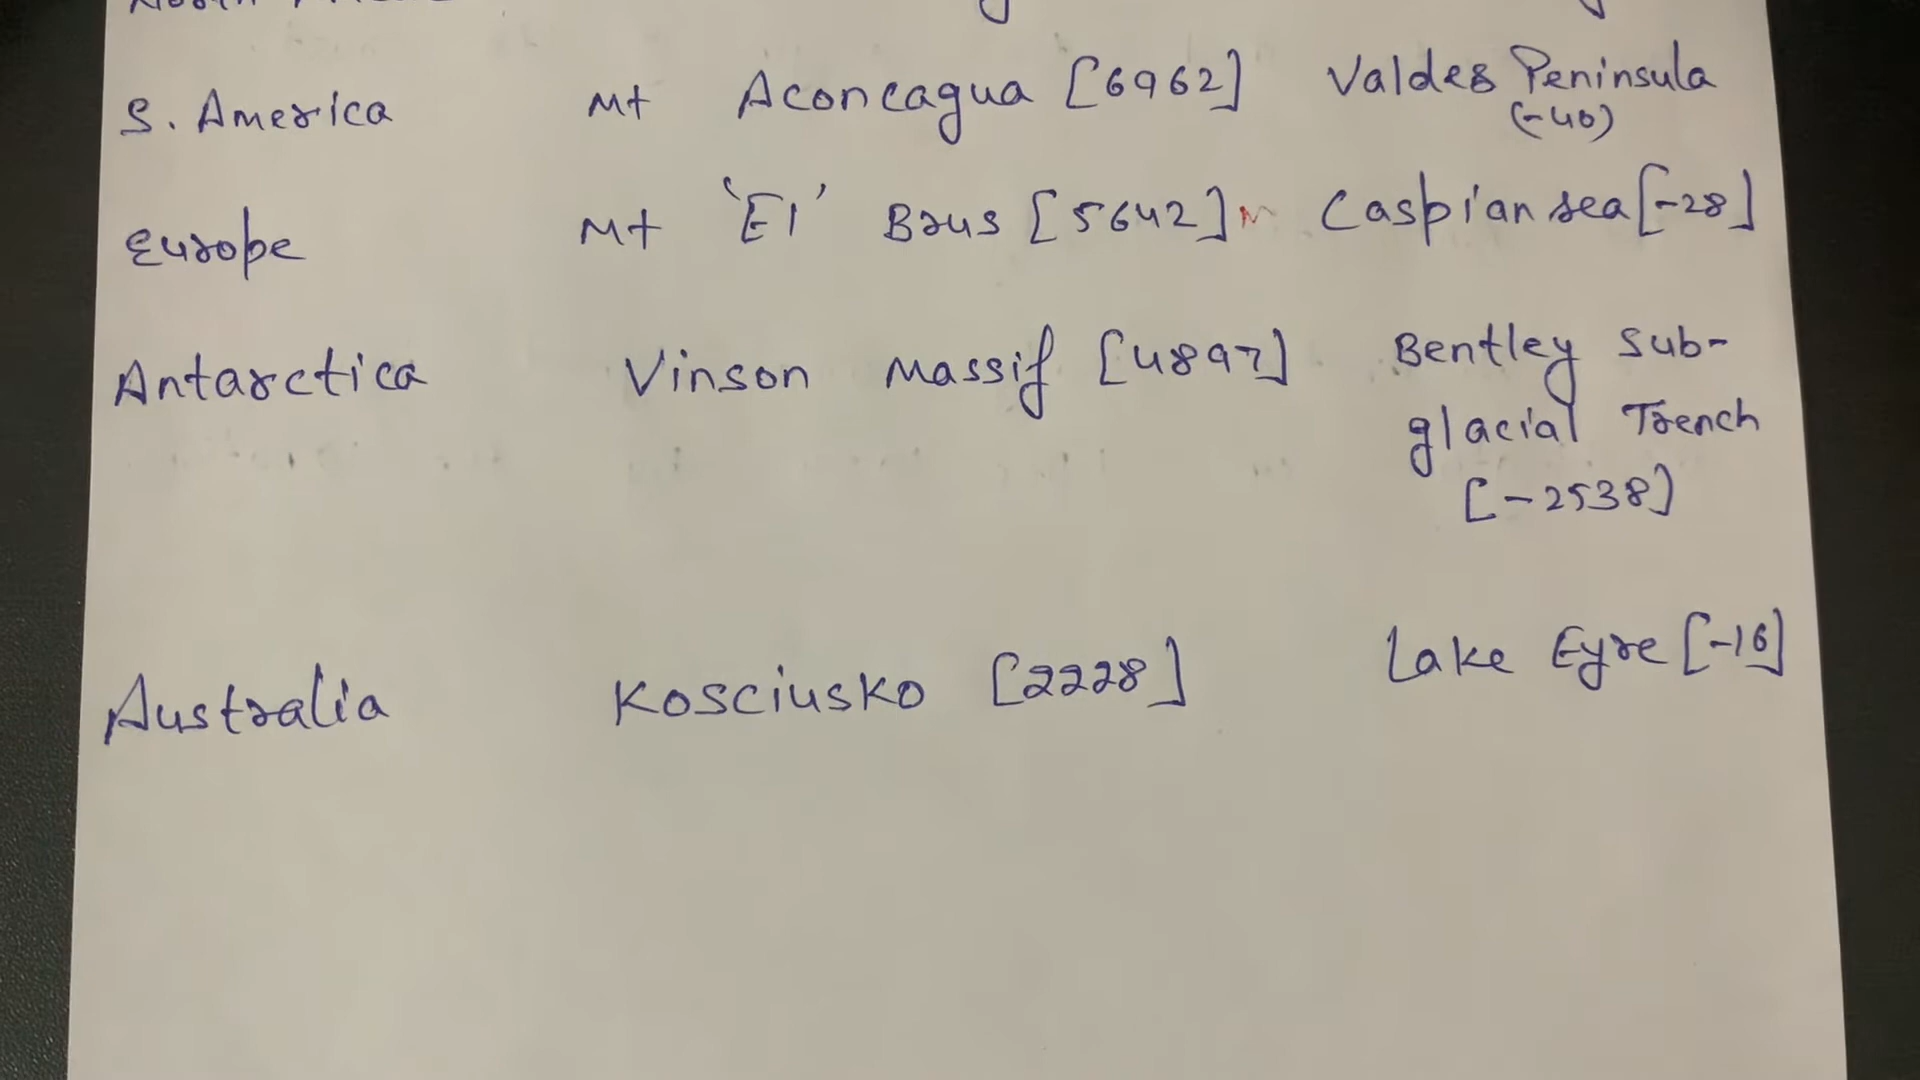 S. America Mt Aconcagua [6962] Valdes Peninsula
(-40)
Europe Mt 'El' Brus [5642] m Caspian sea [-28]
Antarctica Vinson Massif [4897] Bentley Sub-
glacial Trench
[-2538]
Australia Kosciusko [2228] Lake Eyre [-16]